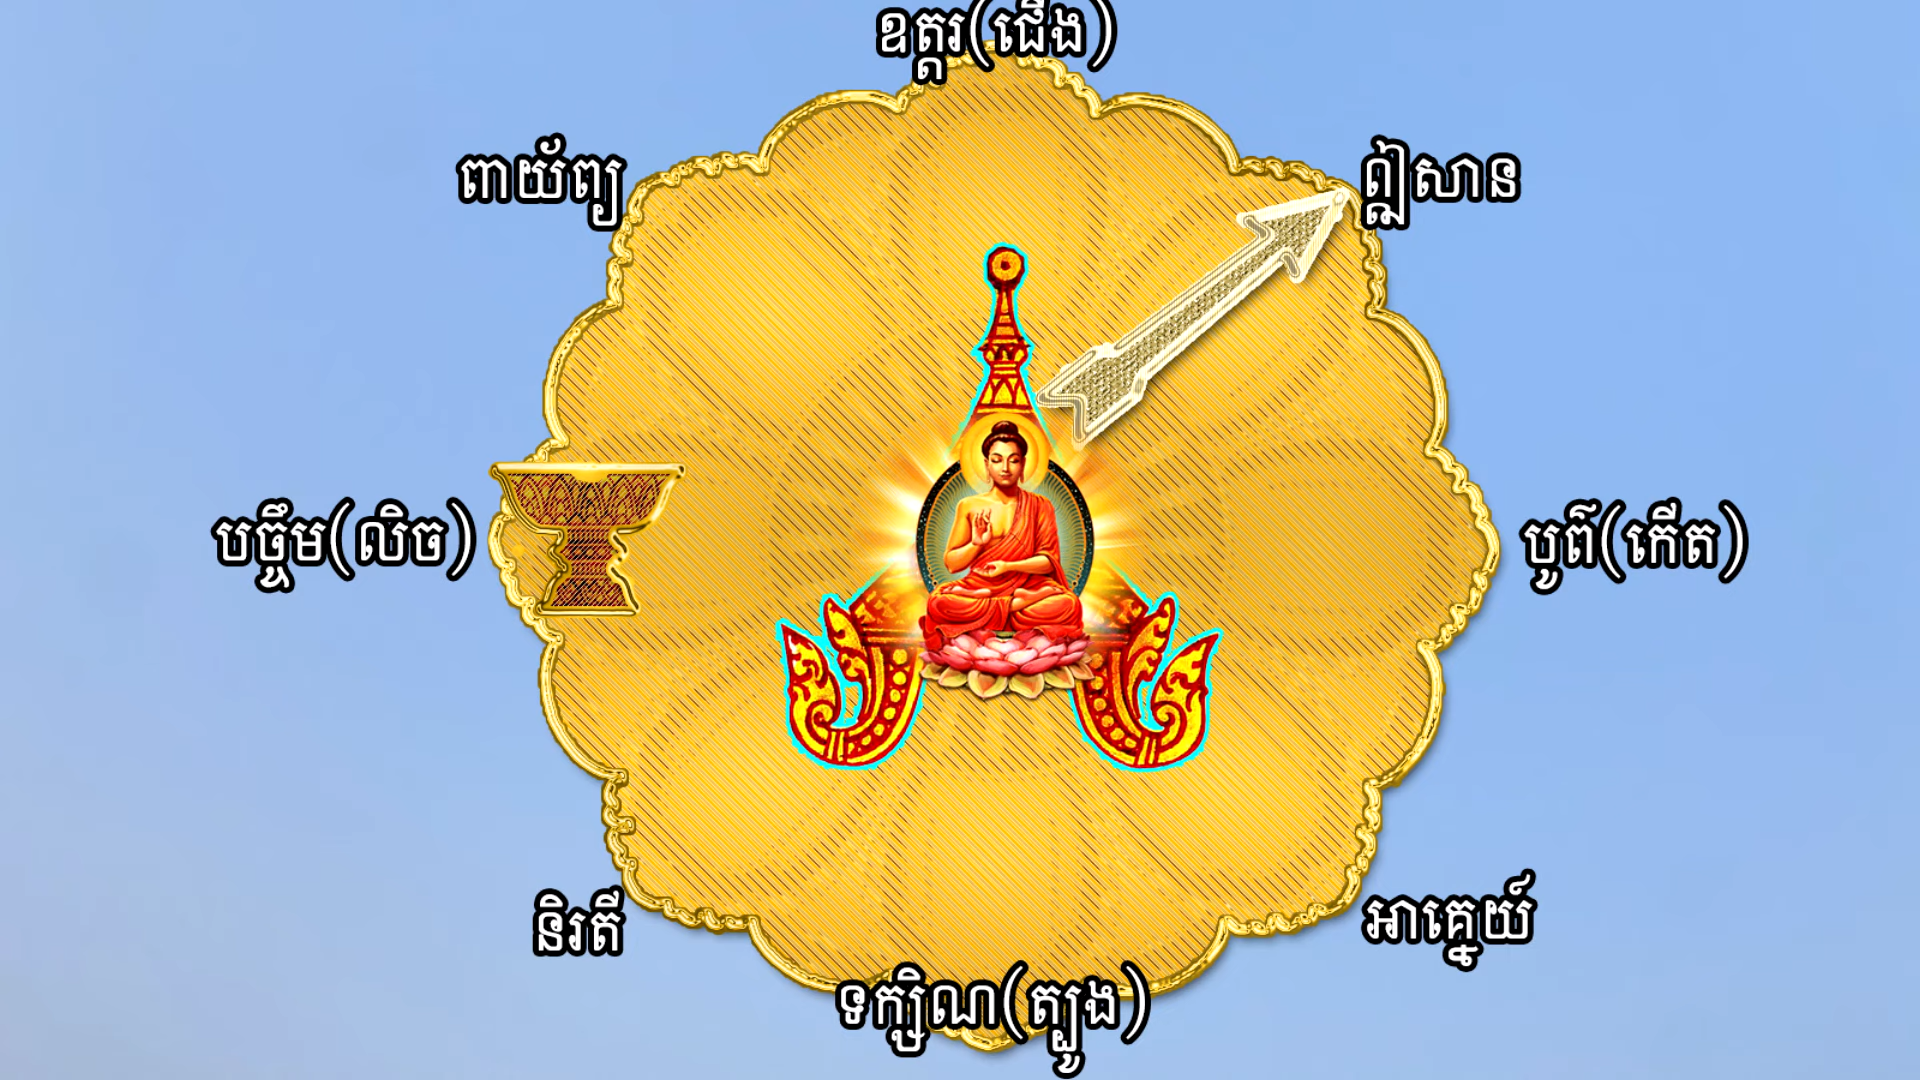 ឧត្តរ(ជើង)
ពាយ័ព្យ
ឦសាន
បច្ចឹម(លិច)
បូព៌(កើត)
និរតី
អាគ្នេយ៍
ទក្សិណ(ត្បូង)